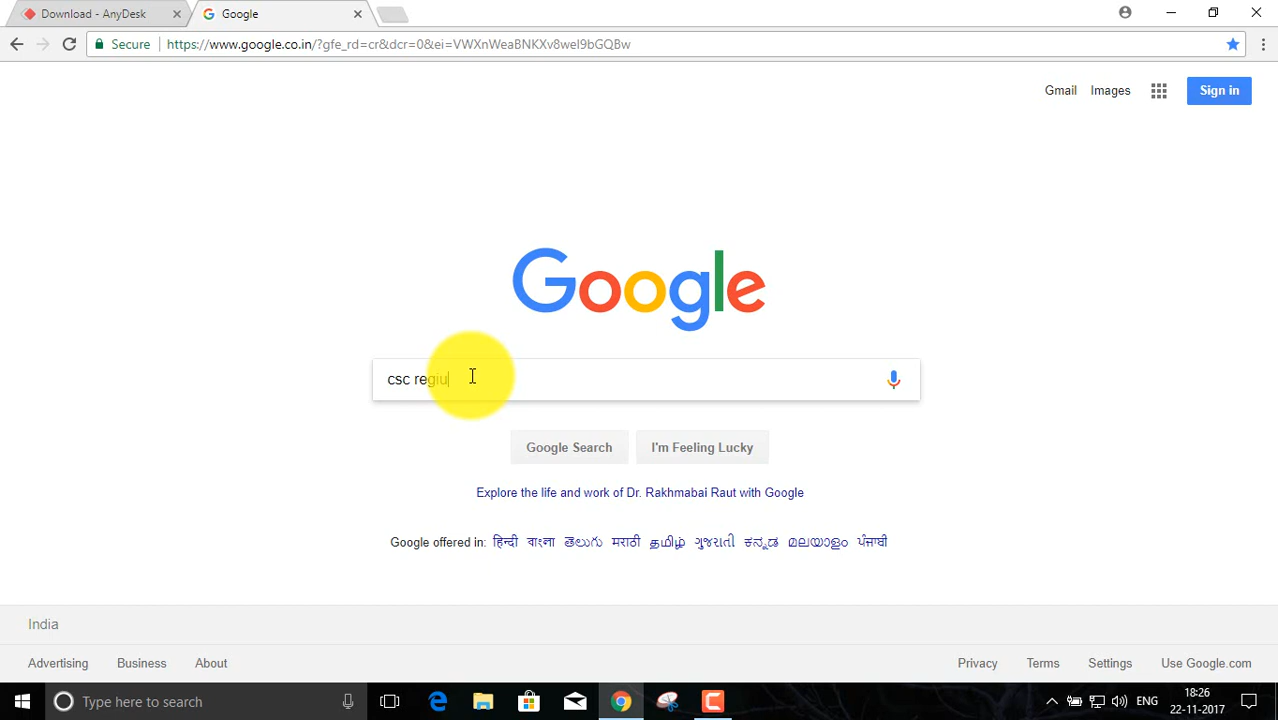 Download - AnyDesk
Google
Secure
https://www.google.co.in/?gfe_rd=cr&dcr=0&ei=VWXnWeaBNKXv8weI9bGQBw
Gmail
Images
Sign in
Google
csc regiu
Google Search
I'm Feeling Lucky
Explore the life and work of Dr. Rakhmabai Raut with Google
Google offered in: हिन्दी বাংলা తెలుగు मराठी தமிழ் ગુજરાતી ಕನ್ನಡ മലയാളം ਪੰਜਾਬੀ
India
Advertising
Business
About
Privacy
Terms
Settings
Use Google.com
Type here to search
ENG
18:26
22-11-2017